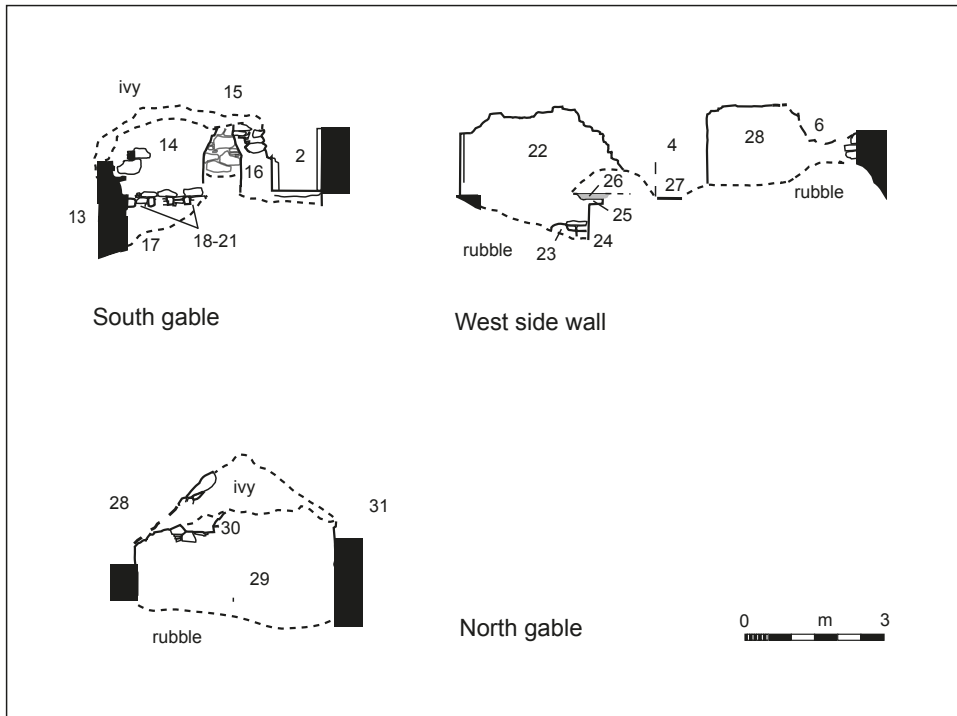 ivy
15
14
2
16
13
17
18-21
South gable
4
6
22
28
26
27
25
rubble
rubble
23
24
West side wall
28
ivy
31
30
29
rubble
North gable
0 m 3